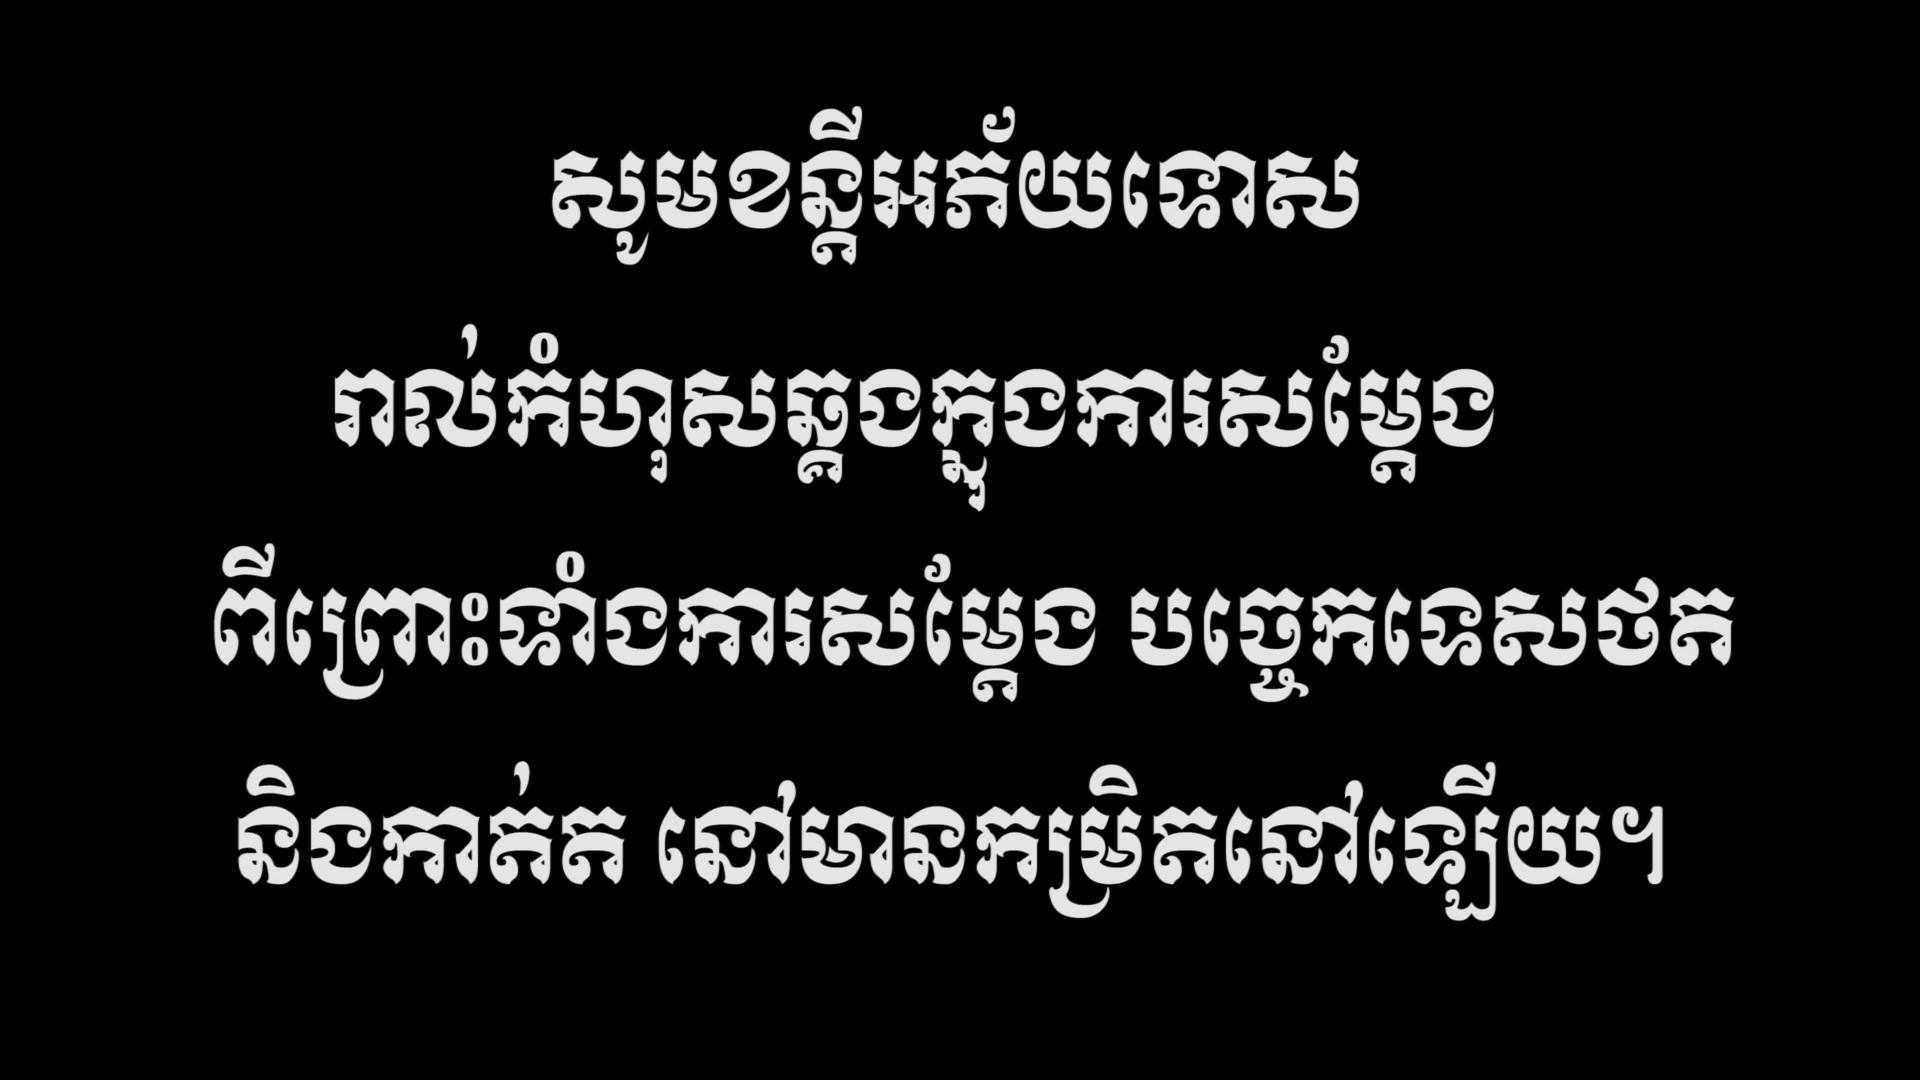 សូមខន្តីអភ័យទោស
រាល់កំហុសឆ្គងក្នុងការសម្តែង
ពីព្រោះទាំងការសម្តែង បច្ចេកទេសថត
និងកាត់ត នៅមានកម្រិតនៅឡើយ។